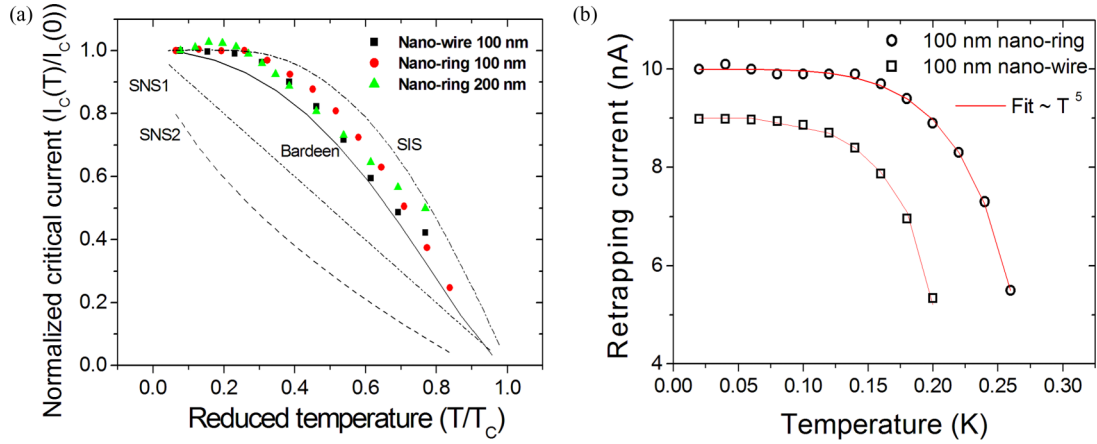 (a)
Normalized critical current (I_C(T)/I_C(0))
1.0
0.8
0.6
0.4
0.2
0.0
0.0 0.2 0.4 0.6 0.8 1.0
Reduced temperature (T/T_C)
Nano-wire 100 nm
Nano-ring 100 nm
Nano-ring 200 nm
SNS1
SNS2
Bardeen
SIS
(b)
Retrapping current (nA)
10
8
6
4
0.00 0.05 0.10 0.15 0.20 0.25 0.30
Temperature (K)
100 nm nano-ring
100 nm nano-wire
Fit ~ T^5